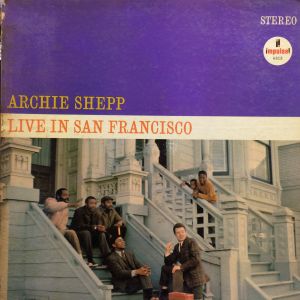 STEREO
impulse!
ARCHIE SHEPP
LIVE IN SAN FRANCISCO